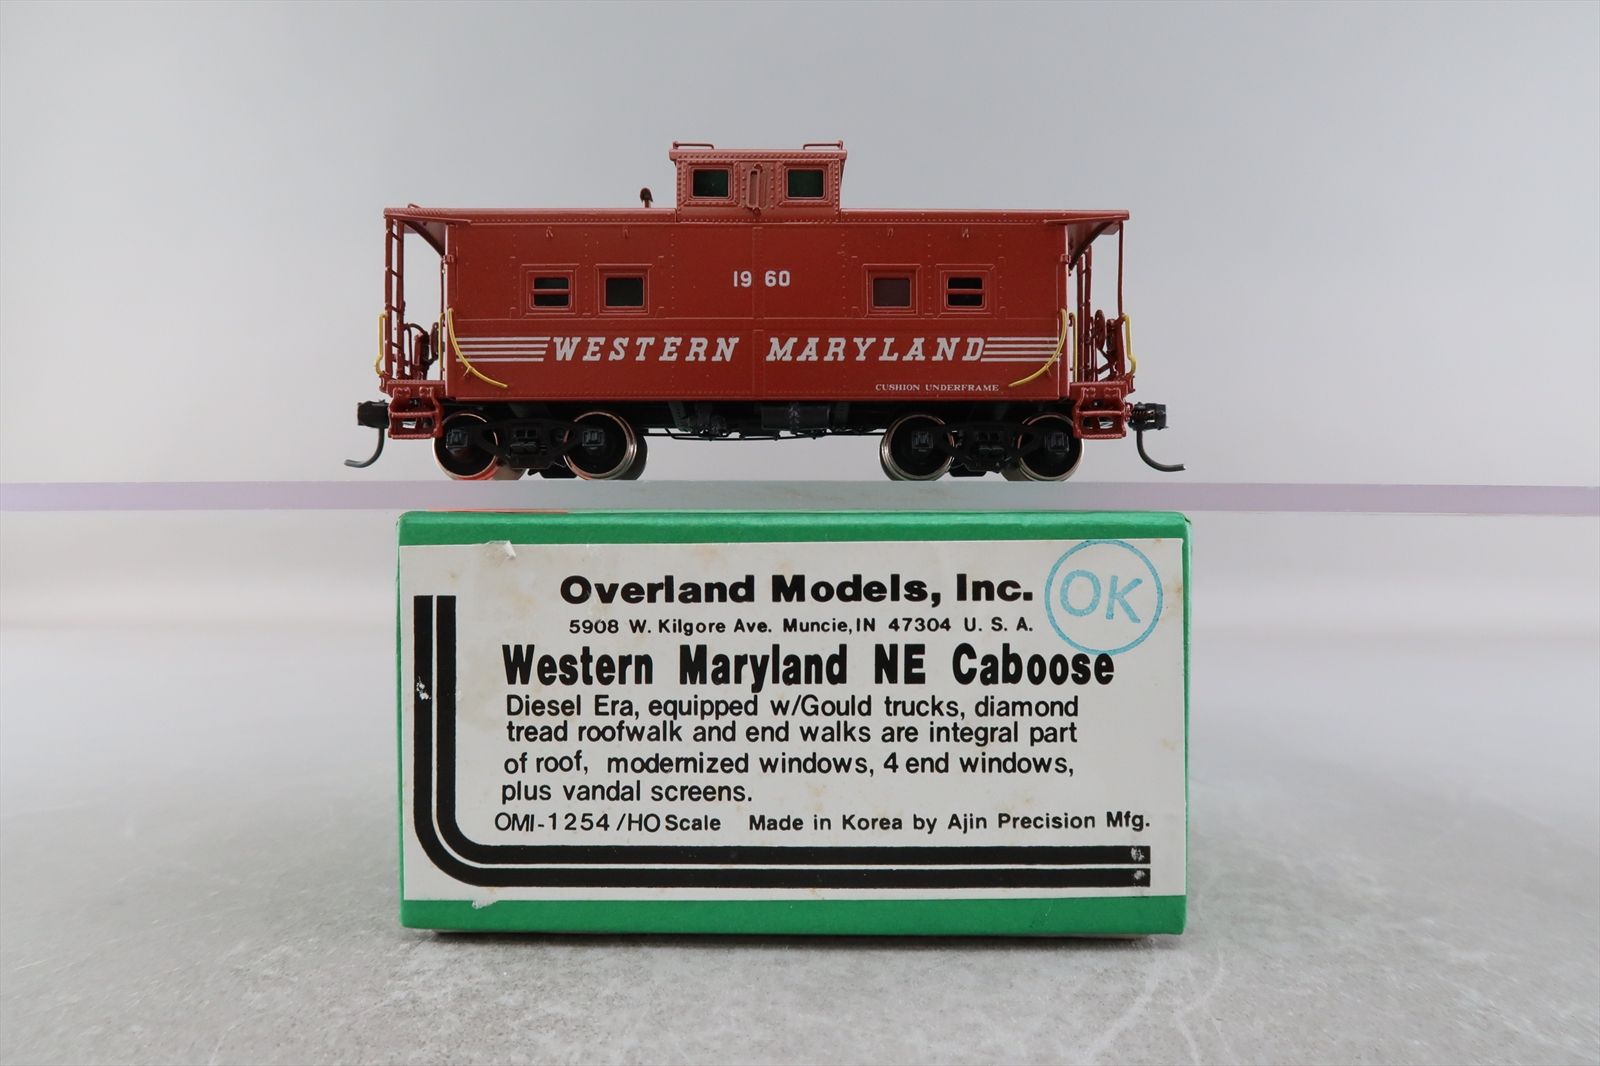 1960
WESTERN MARYLAND
CUSHION UNDERFRAME
Overland Models, Inc.
OK
5908 W. Kilgore Ave. Muncie, IN 47304 U. S. A.
Western Maryland NE Caboose
Diesel Era, equipped w/Gould trucks, diamond
tread roofwalk and end walks are integral part
of roof, modernized windows, 4 end windows,
plus vandal screens.
OMI-1254/HO Scale Made in Korea by Ajin Precision Mfg.